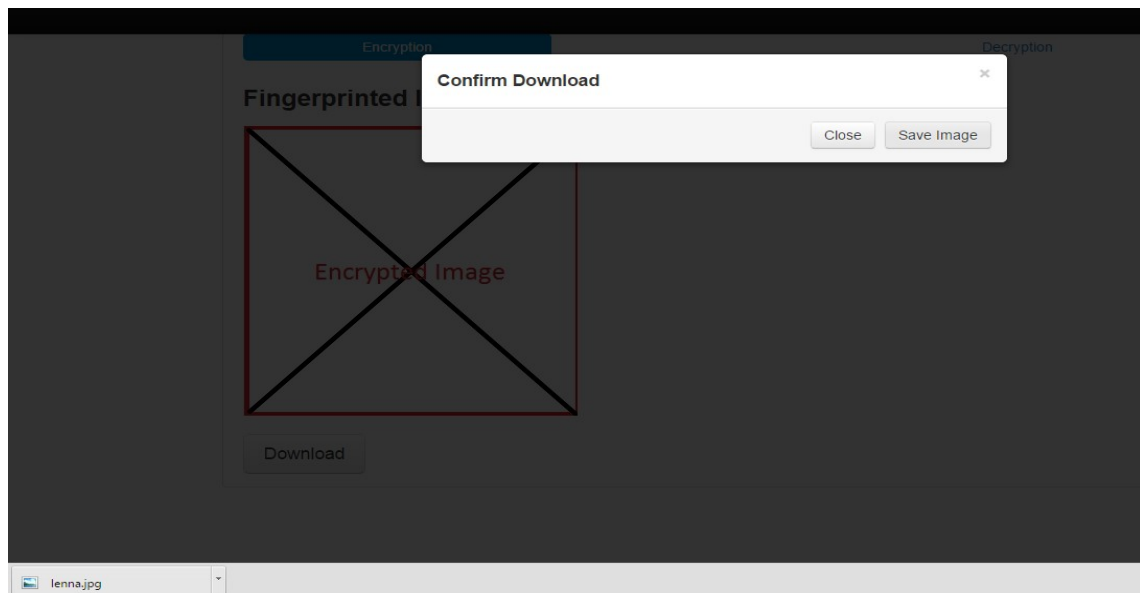 Encryption
Decryption
Confirm Download
×
Fingerprinted I
Close
Save Image
Encrypted Image
Download
lenna.jpg